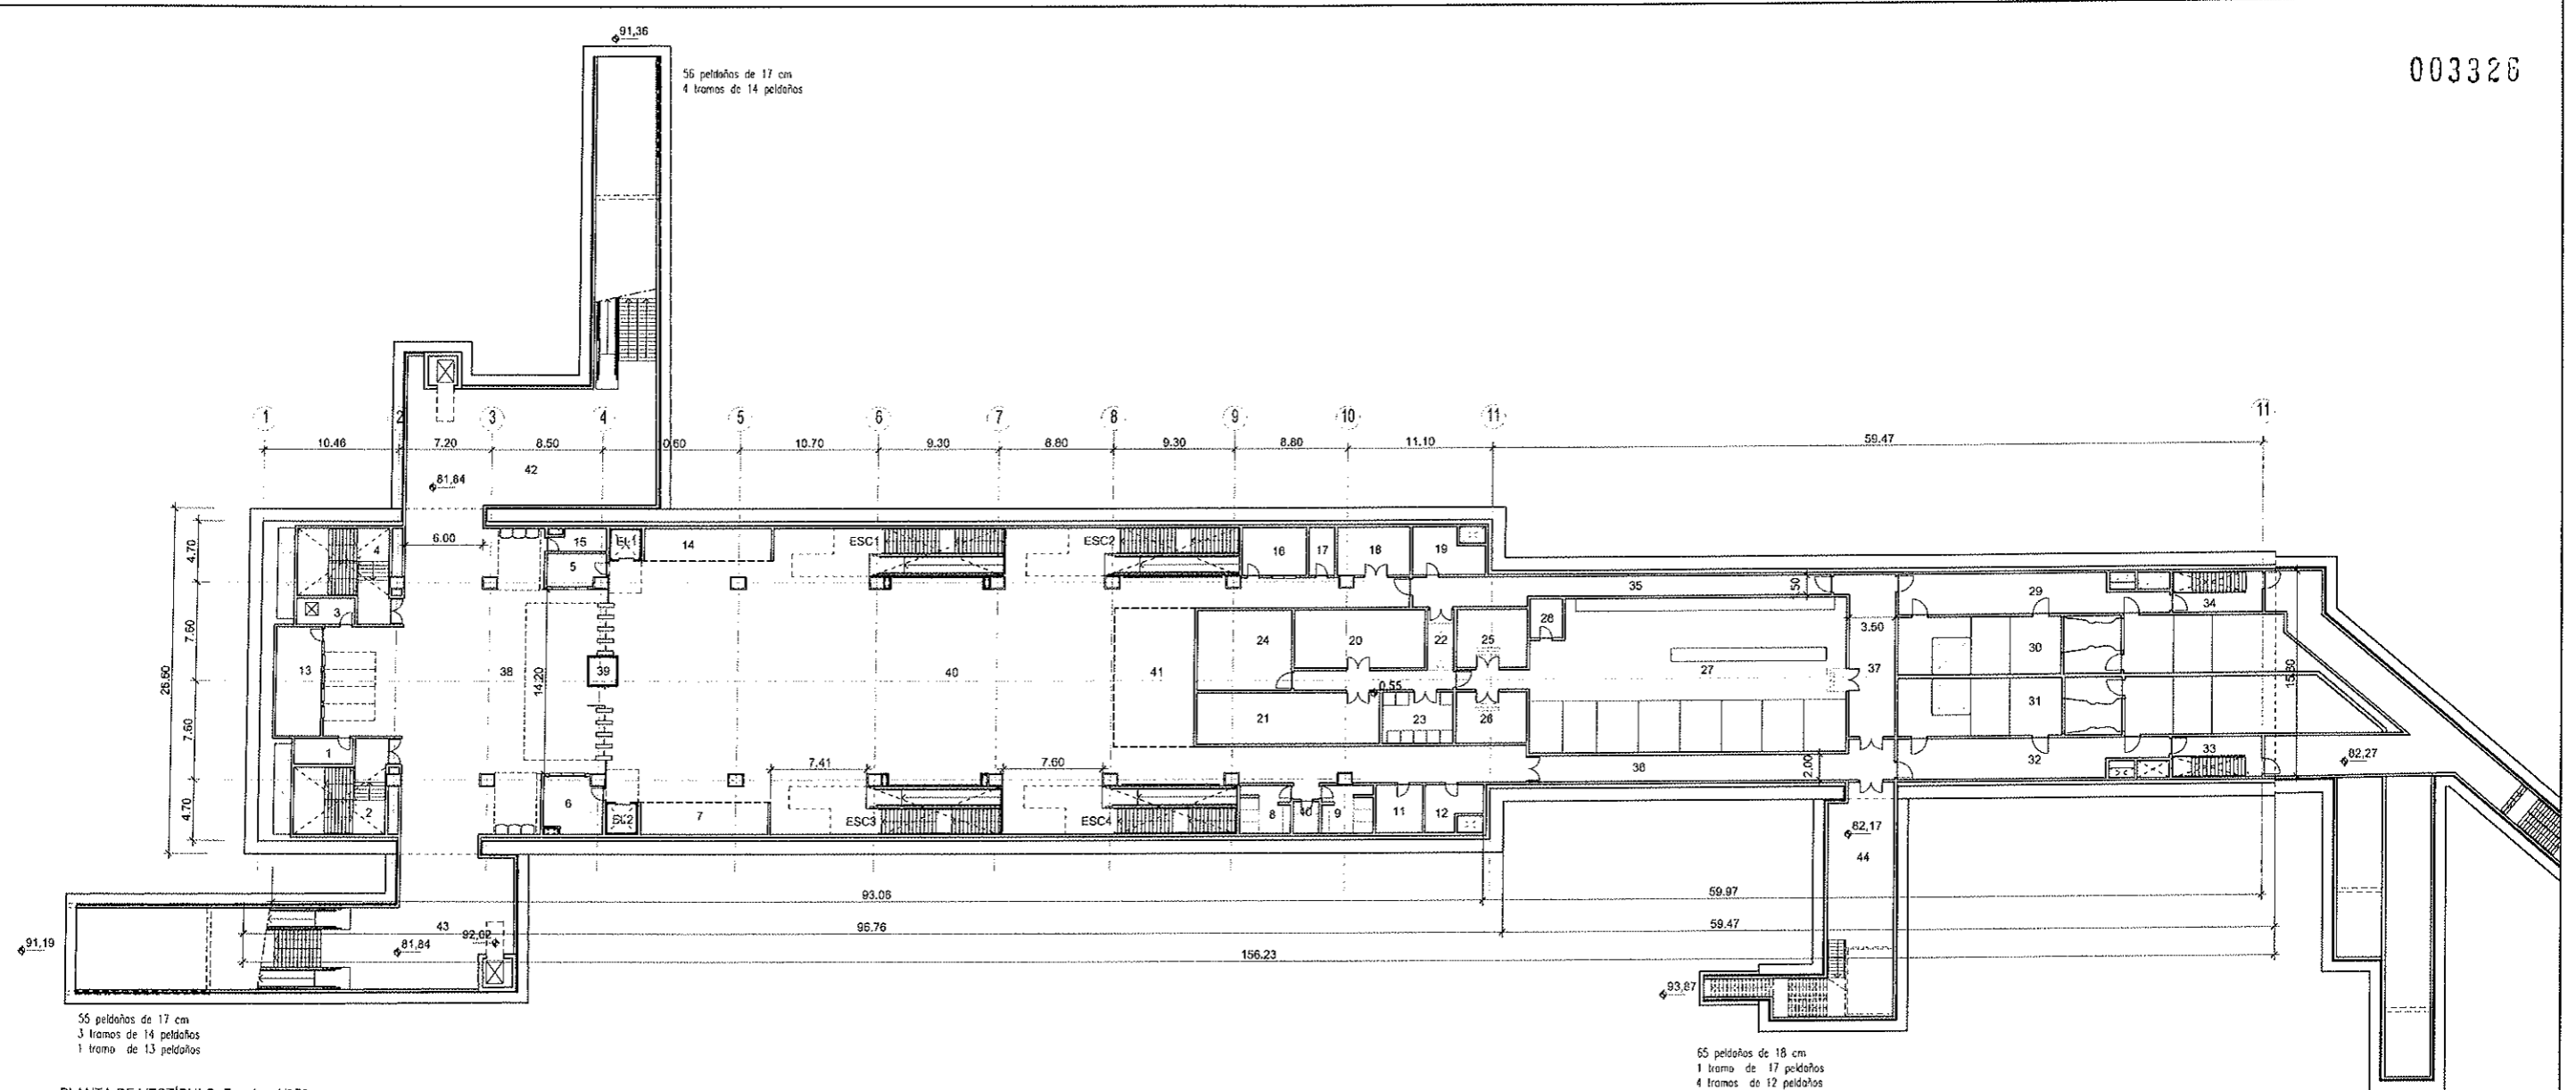 91,36
56 peldaños de 17 cm
4 tramos de 14 peldaños
003326
1 2 3 4 5 6 7 8 9 10 11 11
10.46 7.20 8.50 10.70 9.30 8.80 9.30 8.80 11.10 59.47
42
81,84
6.00
4 15 EL1 14 ESC1 ESC2 16 17 18 19
5
35 .50 29 34
3
4.70 7.60 7.60 4.70
26.60
13 38 14.20 39 40 41 24 20 22 25 28 27 37 3.50 30
0.55
21 23 26 31
1
7.41 7.60 38 2.00 32 33 82,27
15.80
2 6 EL2 7 ESC3 ESC4 8 10 9 11 12
82,17
44
93.06 59.97
43 96.76 59.47
91,19 81,84 92,02
156.23
93,87
55 peldaños de 17 cm
3 tramos de 14 peldaños
1 tramo de 13 peldaños
65 peldaños de 18 cm
1 tramo de 17 peldaños
4 tramos de 12 peldaños